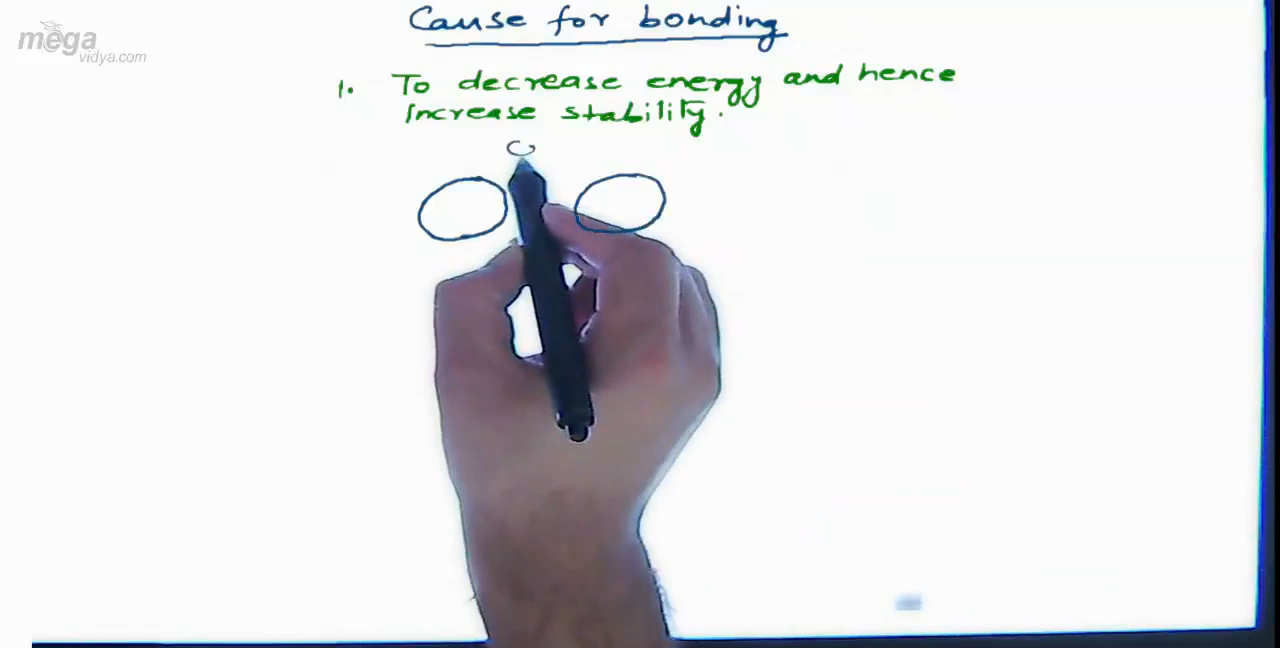 mega
vidya.com
Cause for bonding
1. To decrease energy and hence
increase stability.